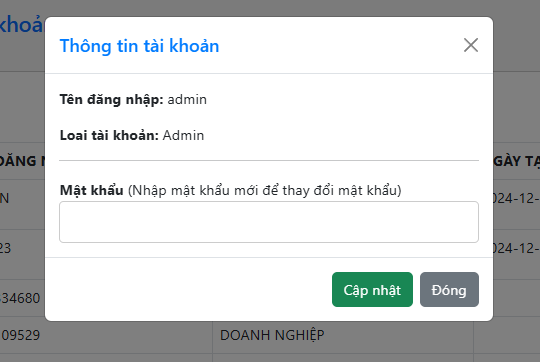 khoả
Thông tin tài khoản
Tên đăng nhập: admin
Loai tài khoản: Admin
ĐĂNG
GÀY TẠ
Mật khẩu (Nhập mật khẩu mới để thay đổi mật khẩu)
N
024-12-
23
024-12-
Cập nhật
Đóng
634680
09529
DOANH NGHIỆP